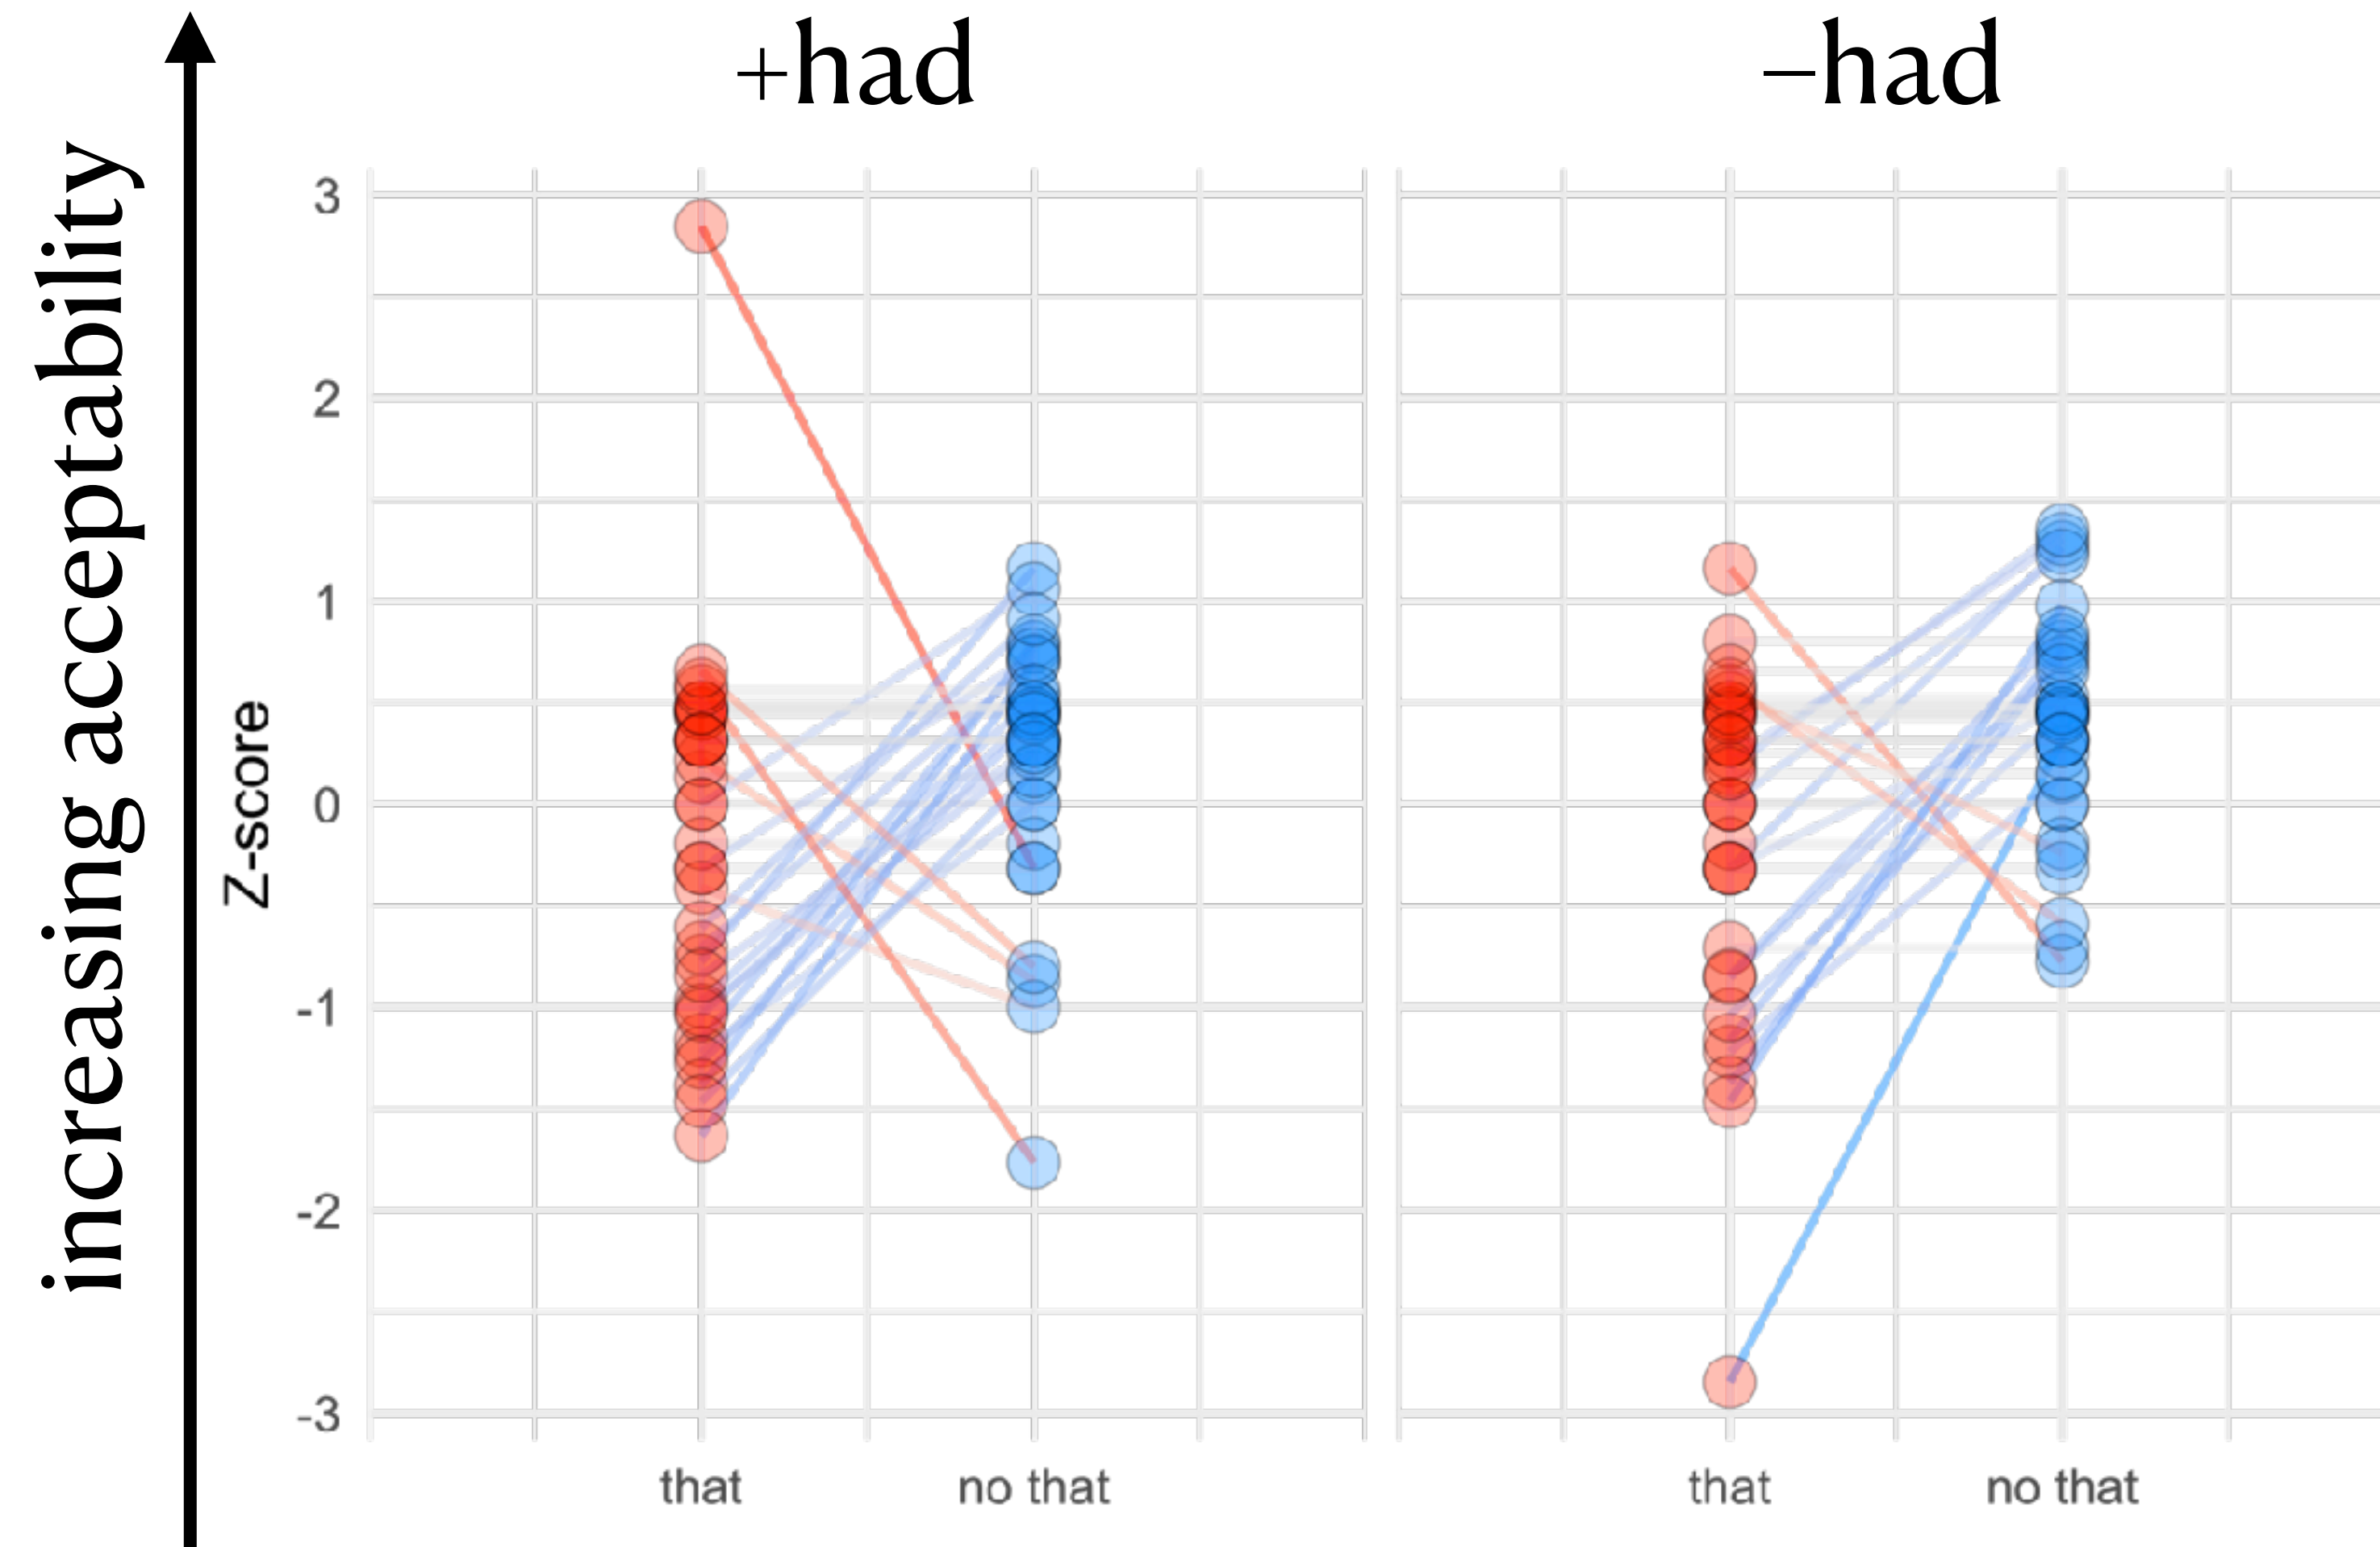 +had
–had
increasing acceptability
Z-score
3
2
1
0
-1
-2
-3
that
no that
that
no that